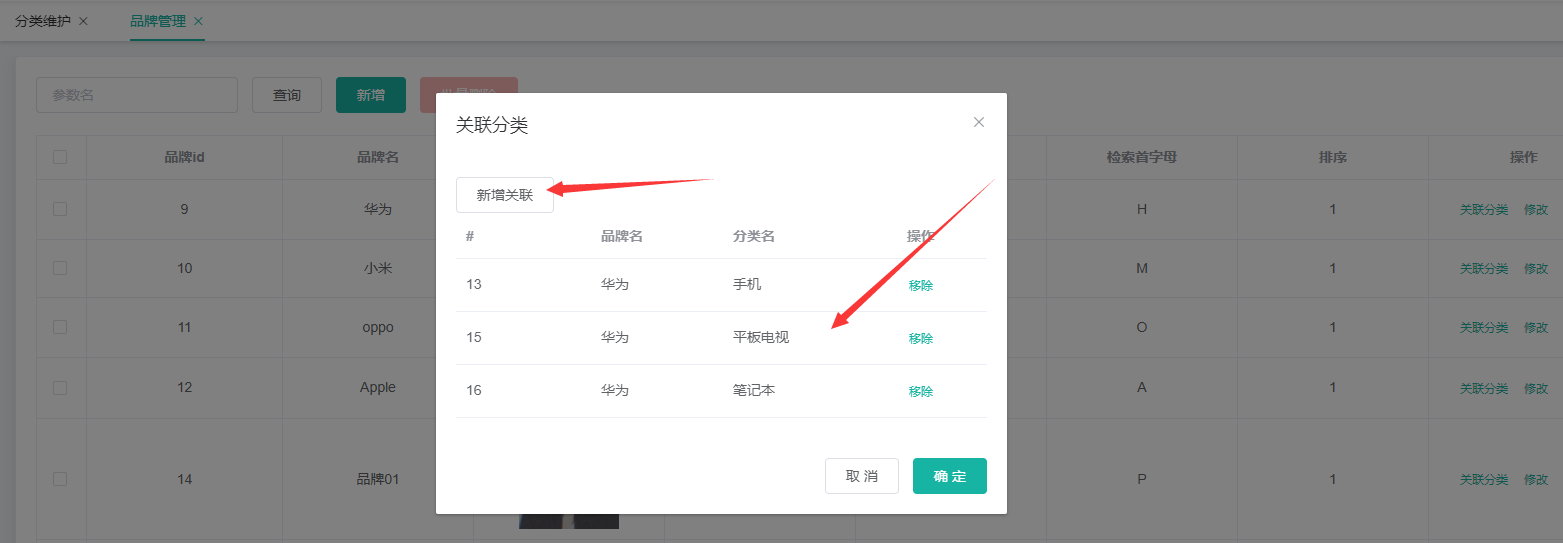 分类维护 × 品牌管理 ×
参数名 查询 新增
关联分类 ×
品牌id 品牌名 检索首字母 排序 操作
新增关联
9 华为 H 1 关联分类 修改
# 品牌名 分类名 操作
10 小米 M 1 关联分类 修改
13 华为 手机 移除
11 oppo O 1 关联分类 修改
15 华为 平板电视 移除
12 Apple A 1 关联分类 修改
16 华为 笔记本 移除
14 品牌01 P 1 关联分类 修改
取消 确定